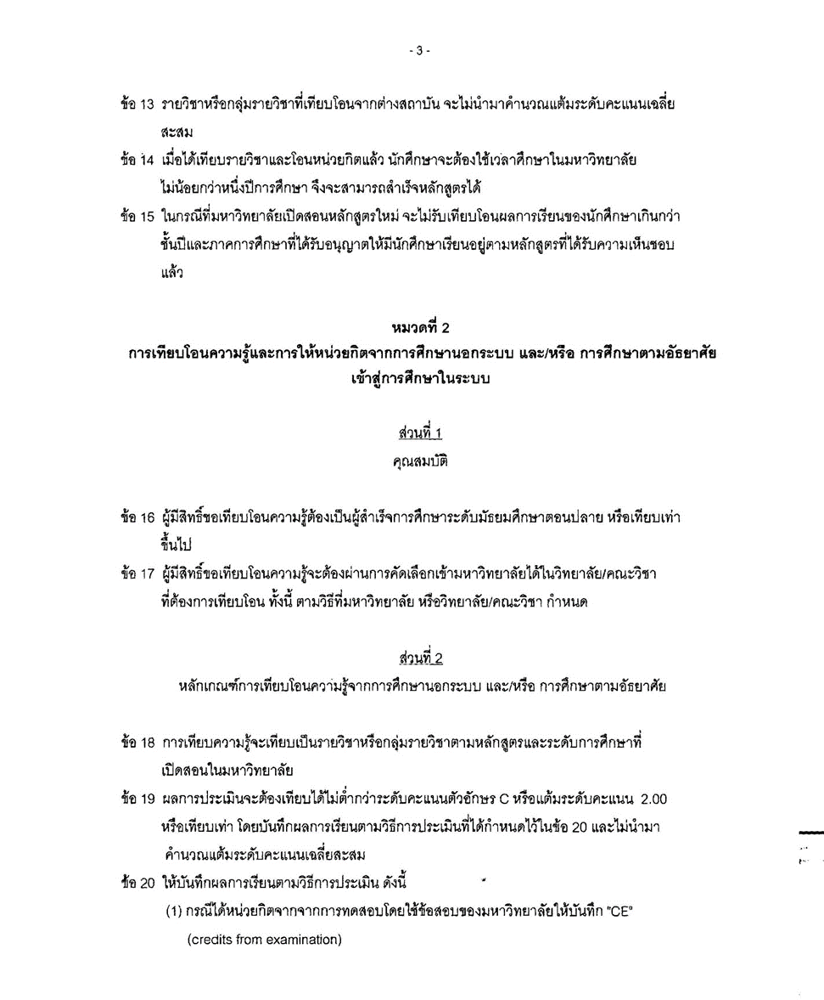 - 3 -
ข้อ 13 รายวิชาหรือกลุ่มรายวิชาที่เทียบโอนจากต่างสถาบัน จะไม่นำมาคำนวณแต้มระดับคะแนนเฉลี่ย
สะสม
ข้อ 14 เมื่อได้เทียบรายวิชาและโอนหน่วยกิตแล้ว นักศึกษาจะต้องใช้เวลาศึกษาในมหาวิทยาลัย
ไม่น้อยกว่าหนึ่งปีการศึกษา จึงจะสามารถสำเร็จหลักสูตรได้
ข้อ 15 ในกรณีที่มหาวิทยาลัยเปิดสอนหลักสูตรใหม่ จะไม่รับเทียบโอนผลการเรียนของนักศึกษาเกินกว่า
ชั้นปีและภาคการศึกษาที่ได้รับอนุญาตให้มีนักศึกษาเรียนอยู่ตามหลักสูตรที่ได้รับความเห็นชอบ
แล้ว
หมวดที่ 2
การเทียบโอนความรู้และการให้หน่วยกิตจากการศึกษานอกระบบ และ/หรือ การศึกษาตามอัธยาศัย
เข้าสู่การศึกษาในระบบ
ส่วนที่ 1
คุณสมบัติ
ข้อ 16 ผู้มีสิทธิ์ขอเทียบโอนความรู้ต้องเป็นผู้สำเร็จการศึกษาระดับมัธยมศึกษาตอนปลาย หรือเทียบเท่า
ขึ้นไป
ข้อ 17 ผู้มีสิทธิ์ขอเทียบโอนความรู้จะต้องผ่านการคัดเลือกเข้ามหาวิทยาลัยได้ในวิทยาลัย/คณะวิชา
ที่ต้องการเทียบโอน ทั้งนี้ ตามวิธีที่มหาวิทยาลัย หรือวิทยาลัย/คณะวิชา กำหนด
ส่วนที่ 2
หลักเกณฑ์การเทียบโอนความรู้จากการศึกษานอกระบบ และ/หรือ การศึกษาตามอัธยาศัย
ข้อ 18 การเทียบความรู้จะเทียบเป็นรายวิชาหรือกลุ่มรายวิชาตามหลักสูตรและระดับการศึกษาที่
เปิดสอนในมหาวิทยาลัย
ข้อ 19 ผลการประเมินจะต้องเทียบได้ไม่ต่ำกว่าระดับคะแนนตัวอักษร C หรือแต้มระดับคะแนน 2.00
หรือเทียบเท่า โดยบันทึกผลการเรียนตามวิธีการประเมินที่ได้กำหนดไว้ในข้อ 20 และไม่นำมา
คำนวณแต้มระดับคะแนนเฉลี่ยสะสม
ข้อ 20 ให้บันทึกผลการเรียนตามวิธีการประเมิน ดังนี้
(1) กรณีได้หน่วยกิตจากจากการทดสอบโดยใช้ข้อสอบของมหาวิทยาลัยให้บันทึก "CE"
(credits from examination)